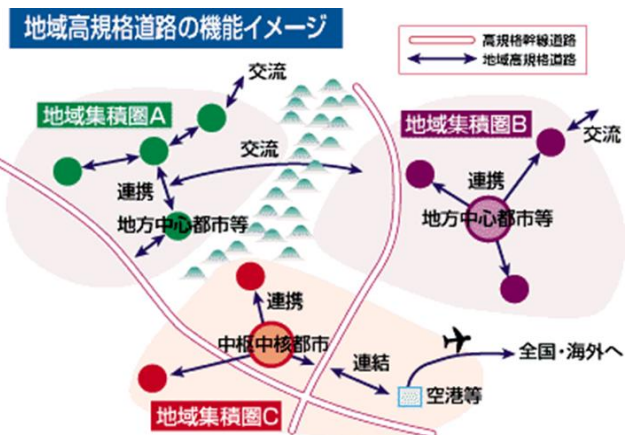 地域高規格道路の機能イメージ
高規格幹線道路
地域高規格道路
交流
地域集積圏A
交流
連携
地方中心都市等
地域集積圏B
交流
連携
地方中心都市等
連携
中枢中核都市
連結
全国・海外へ
空港等
地域集積圏C